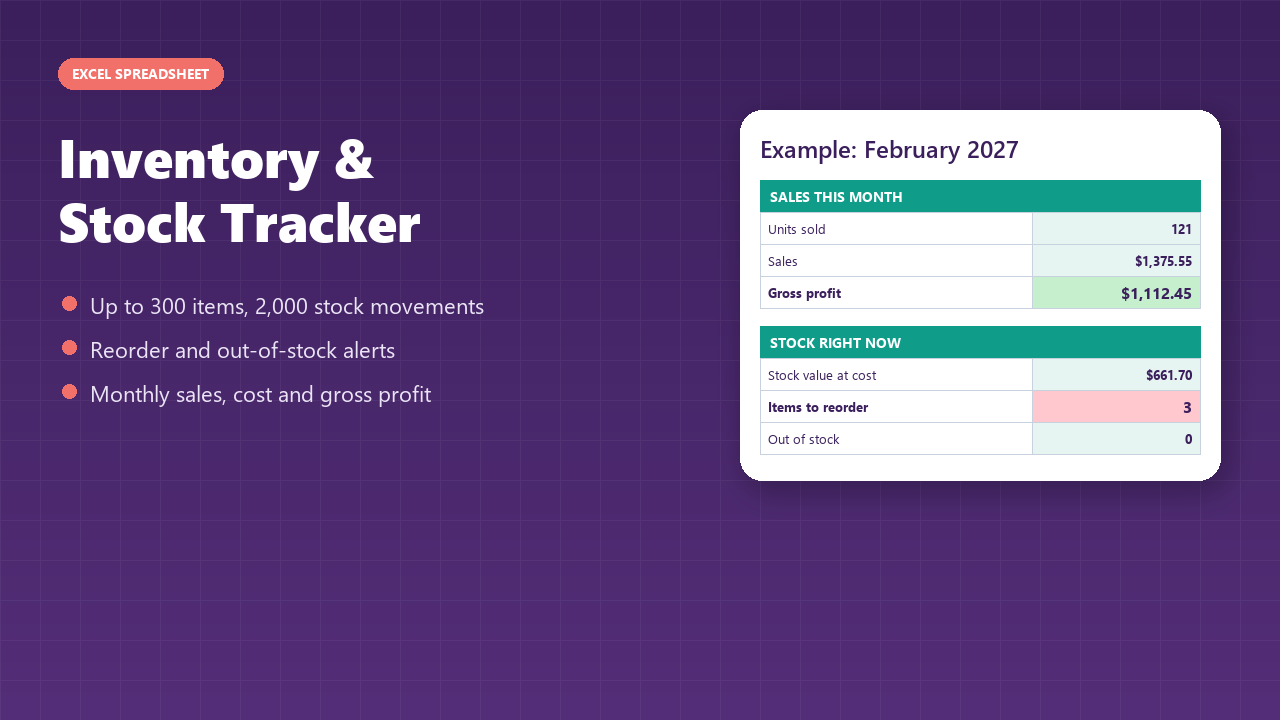 EXCEL SPREADSHEET
Inventory &
Stock Tracker
Up to 300 items, 2,000 stock movements
Reorder and out-of-stock alerts
Monthly sales, cost and gross profit
Example: February 2027
SALES THIS MONTH
Units sold 121
Sales $1,375.55
Gross profit $1,112.45
STOCK RIGHT NOW
Stock value at cost $661.70
Items to reorder 3
Out of stock 0